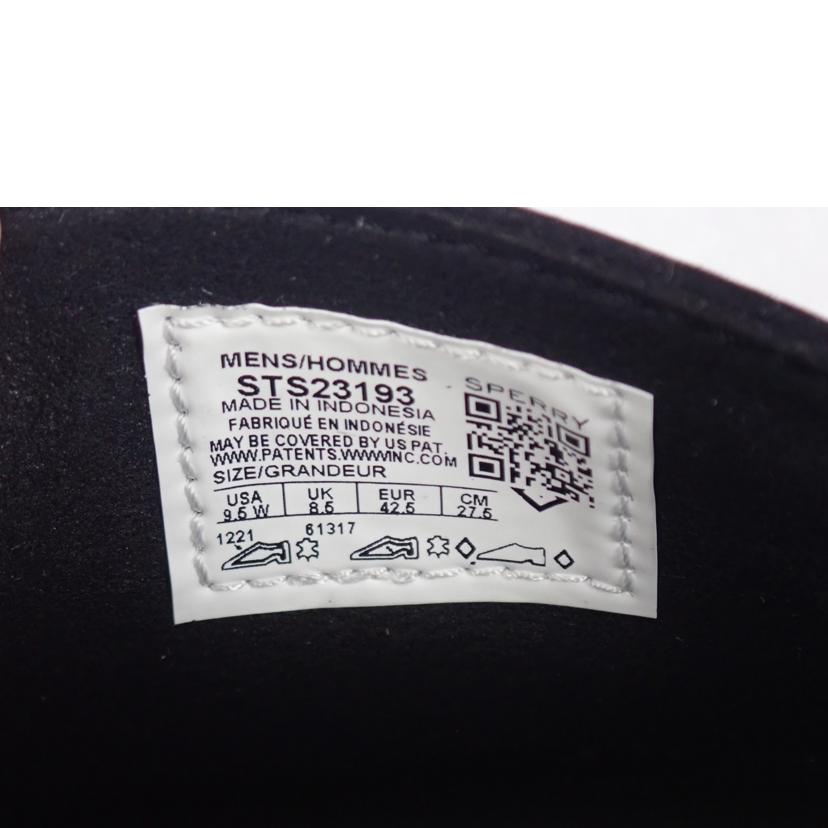 MENS/HOMMES
STS23193
MADE IN INDONESIA
FABRIQUÉ EN INDONÉSIE
MAY BE COVERED BY US PAT.
WWW.PATENTS.WWWINC.COM
SIZE/GRANDEUR
USA UK EUR CM
9.5 W 8.5 42.5 27.5
1221 61317
SPERRY